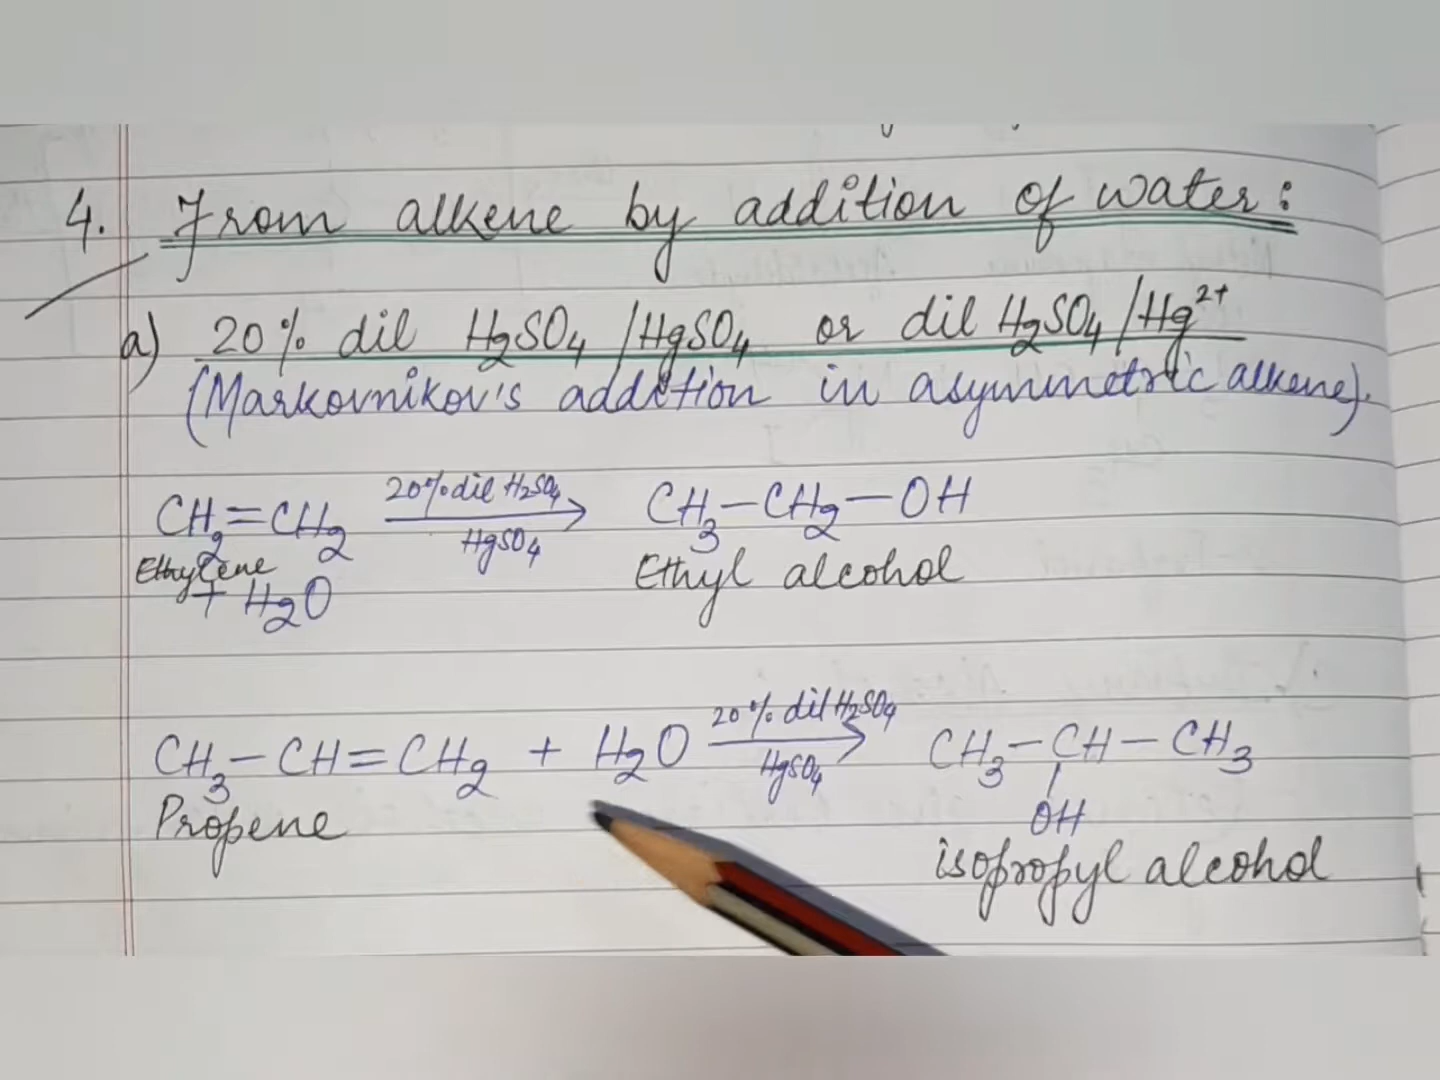 4. From alkene by addition of water:
a) 20% dil H2SO4 /HgSO4 or dil H2SO4/Hg2+
(Markovnikov's addition in asymmetric alkene).
CH2=CH2 20% dil H2SO4 HgSO4 CH3-CH2-OH
Ethylene Ethyl alcohol
+ H2O
CH3-CH=CH2 + H2O 20% dil H2SO4 HgSO4 CH3-CH-CH3
Propene OH
isopropyl alcohol